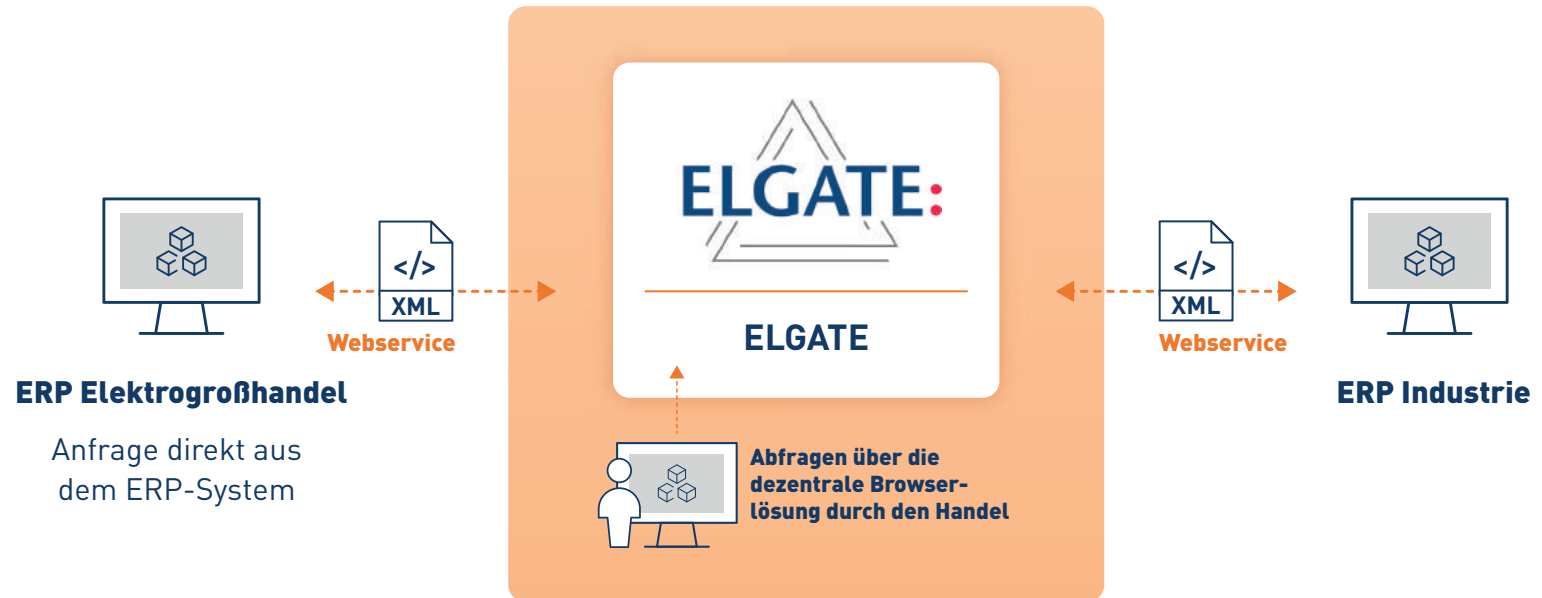 ELGATE:
ELGATE
</>
XML
Webservice
ERP Elektrogroßhandel
Anfrage direkt aus
dem ERP-System
Abfragen über die
dezentrale Browser-
lösung durch den Handel
</>
XML
Webservice
ERP Industrie